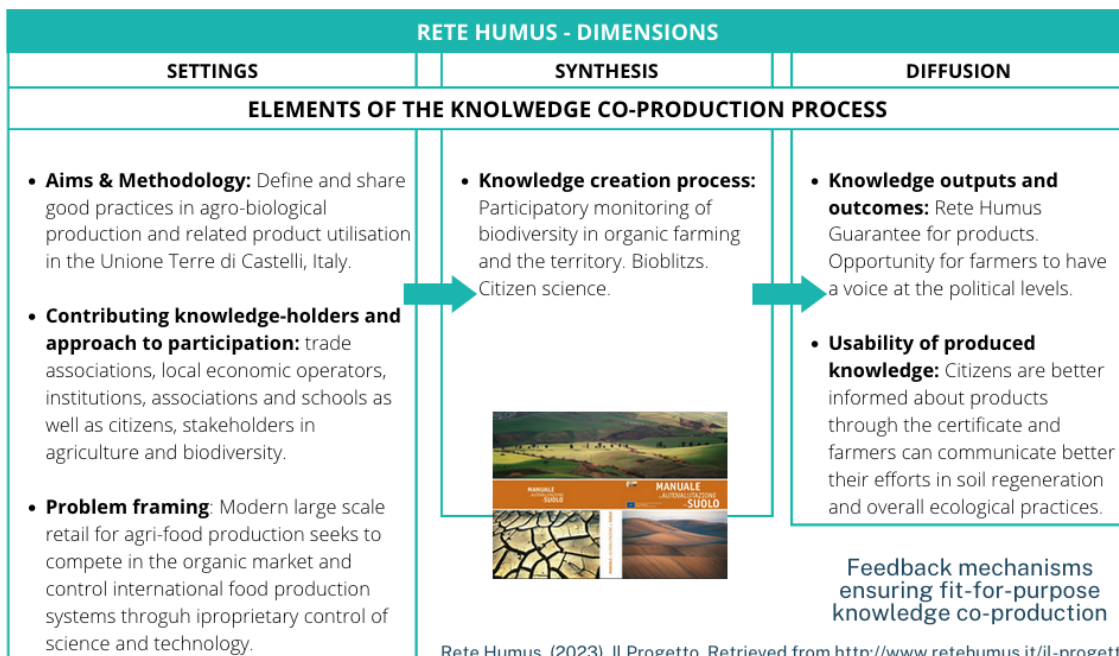 RETE HUMUS - DIMENSIONS
SETTINGS
SYNTHESIS
DIFFUSION
ELEMENTS OF THE KNOLWEDGE CO-PRODUCTION PROCESS
• Aims & Methodology: Define and share
good practices in agro-biological
production and related product utilisation
in the Unione Terre di Castelli, Italy.
• Contributing knowledge-holders and
approach to participation: trade
associations, local economic operators,
institutions, associations and schools as
well as citizens, stakeholders in
agriculture and biodiversity.
• Problem framing: Modern large scale
retail for agri-food production seeks to
compete in the organic market and
control international food production
systems throguh iproprietary control of
science and technology.
• Knowledge creation process:
Participatory monitoring of
biodiversity in organic farming
and the territory. Bioblitzs.
Citizen science.
MANUALE
AUTOVALUTAZIONE
SUOLO
MANUALE
AUTOVALUTAZIONE
SUOLO
• Knowledge outputs and
outcomes: Rete Humus
Guarantee for products.
Opportunity for farmers to have
a voice at the political levels.
• Usability of produced
knowledge: Citizens are better
informed about products
through the certificate and
farmers can communicate better
their efforts in soil regeneration
and overall ecological practices.
Feedback mechanisms
ensuring fit-for-purpose
knowledge co-production
Rete Humus. (2023). Il Progetto. Retrieved from http://www.retehumus.it/il-progett